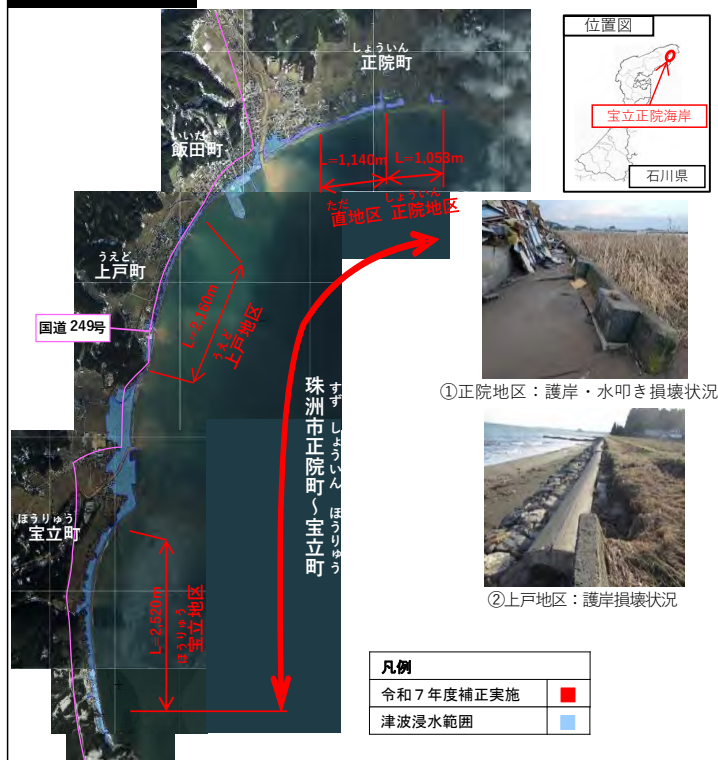 しょういん
正院町
いいだ
飯田町
L=1,140m
L=1,053m
ただ
直地区
しょういん
正院地区
うえど
上戸町
L=3,160m
うえど
上戸地区
国道249号
すず しょういん ほうりゅう
珠洲市正院町～宝立町
ほうりゅう
宝立町
L=2,520m
ほうりゅう
宝立地区
位置図
宝立正院海岸
石川県
①正院地区：護岸・水叩き損壊状況
②上戸地区：護岸損壊状況
凡例
令和７年度補正実施
津波浸水範囲